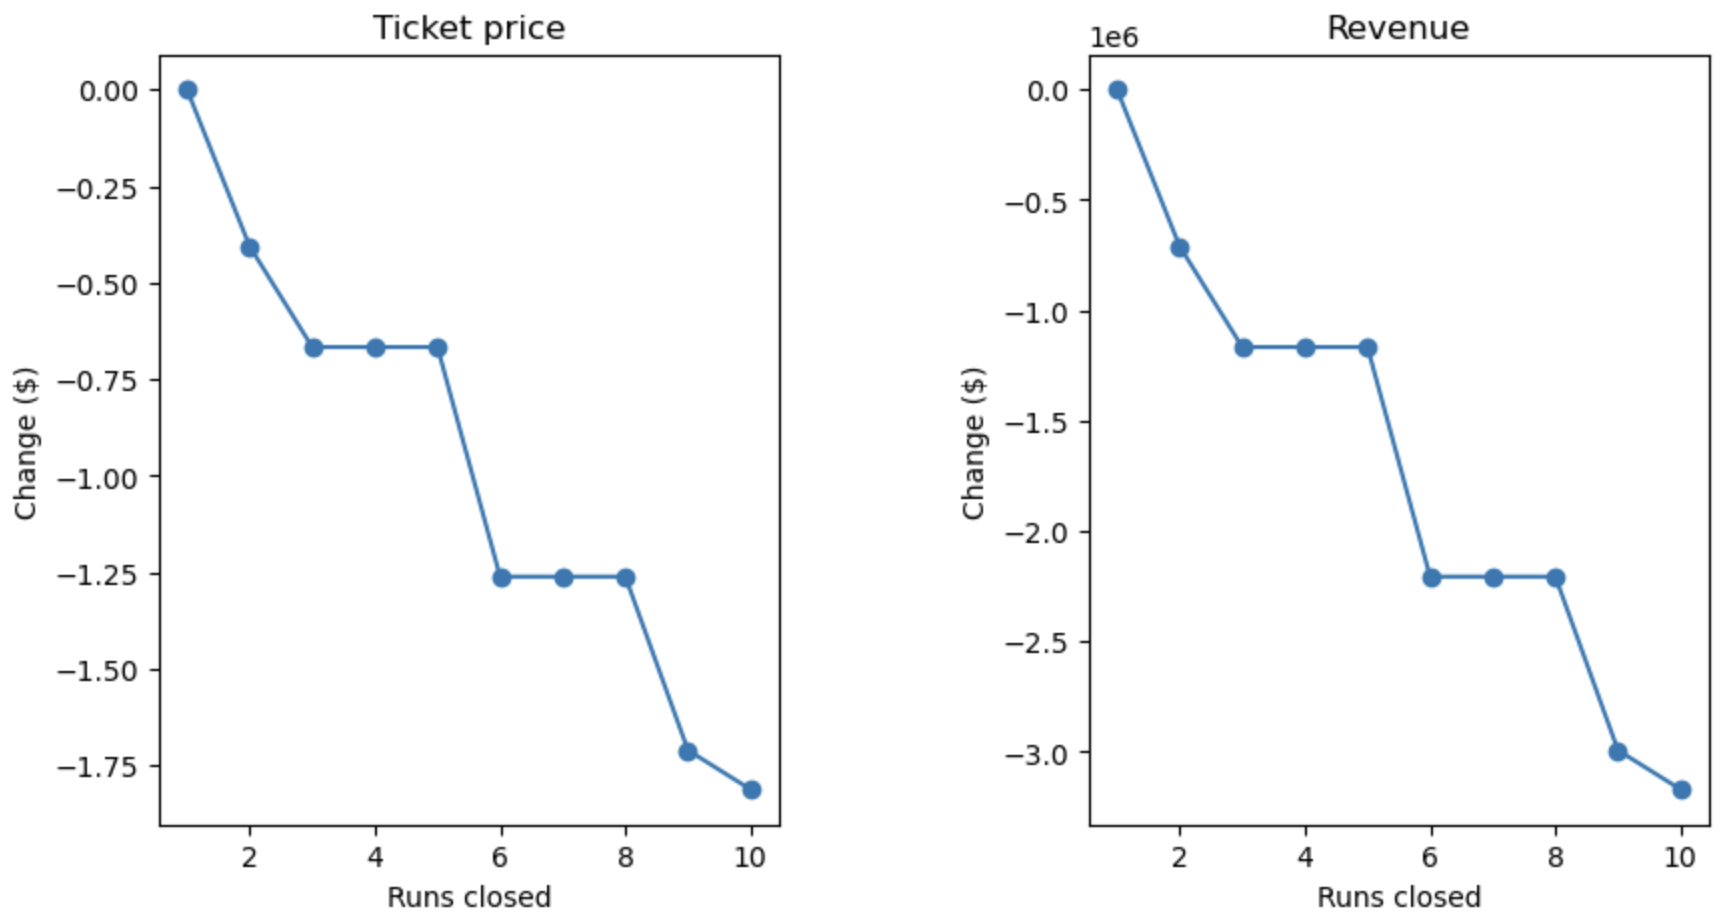 Ticket price
0.00
−0.25
−0.50
−0.75
−1.00
−1.25
−1.50
−1.75
Change ($)
2 4 6 8 10
Runs closed
Revenue
1e6
0.0
−0.5
−1.0
−1.5
−2.0
−2.5
−3.0
Change ($)
2 4 6 8 10
Runs closed